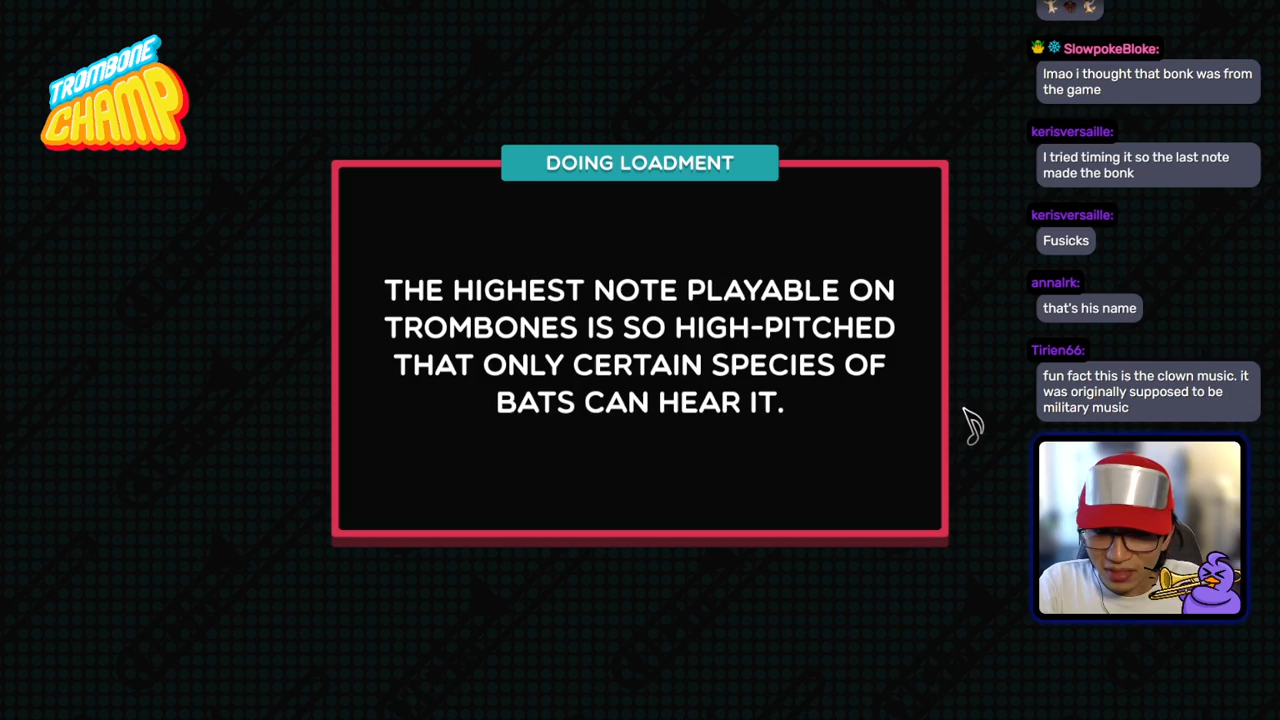 TROMBONE
CHAMP
DOING LOADMENT
THE HIGHEST NOTE PLAYABLE ON
TROMBONES IS SO HIGH-PITCHED
THAT ONLY CERTAIN SPECIES OF
BATS CAN HEAR IT.
SlowpokeBloke:
lmao i thought that bonk was from
the game
kerisversaille:
I tried timing it so the last note
made the bonk
kerisversaille:
Fusicks
annalrk:
that's his name
Tirien66:
fun fact this is the clown music. it
was originally supposed to be
military music